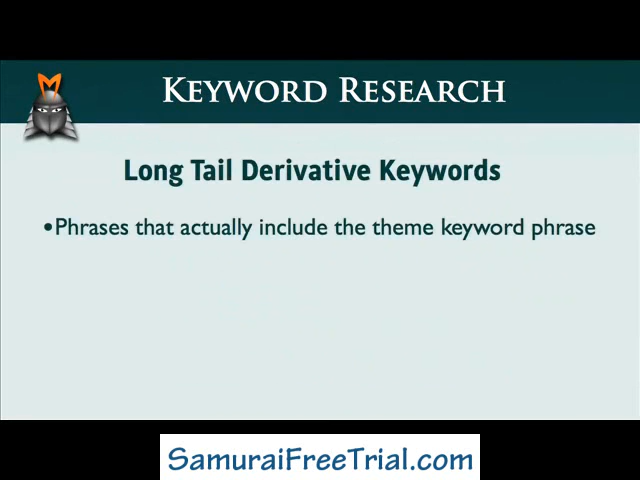 KEYWORD RESEARCH
Long Tail Derivative Keywords
•Phrases that actually include the theme keyword phrase
SamuraiFreeTrial.com